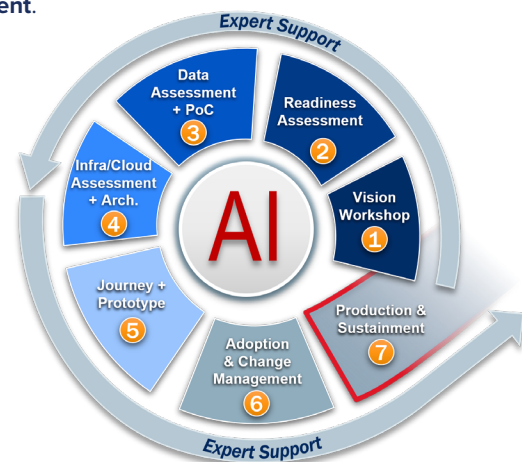 ent.
Expert Support
Data
Assessment
+ PoC
3
Readiness
Assessment
2
Infra/Cloud
Assessment
+ Arch.
4
Vision
Workshop
1
AI
Journey +
Prototype
5
Production &
Sustainment
7
Adoption
& Change
Management
6
Expert Support